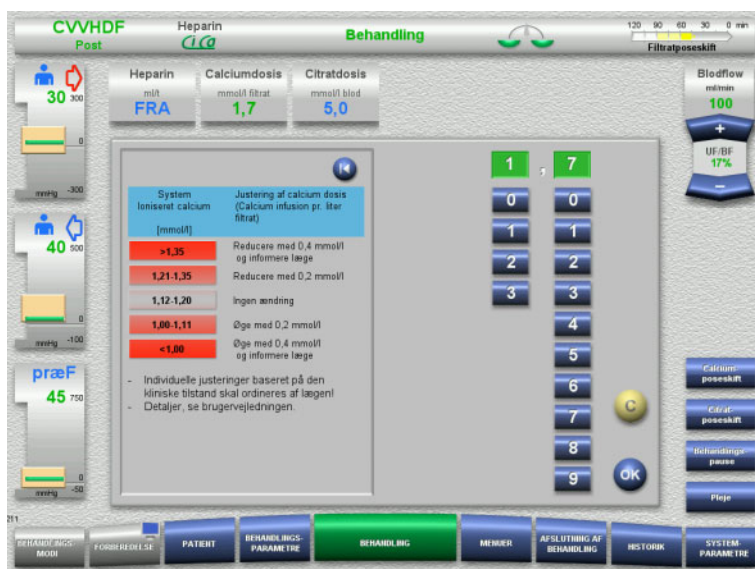 CVVHDF
Post
Heparin
CiCa
Behandling
120 90 60 30 0 min
Filtratposeskift
30 300
0
mmHg -300
40 500
0
mmHg -100
præF
45 750
0
mmHg -50
Heparin
ml/t
FRA
Calciumdosis
mmol/l filtrat
1,7
Citratdosis
mmol/l blod
5,0
Blodflow
ml/min
100
+
UF/BF
17%
−
System
Ioniseret calcium
[mmol/l]
Justering af calcium dosis
(Calcium infusion pr. liter
filtrat)
>1,35
Reducere med 0,4 mmol/l
og informere læge
1,21-1,35
Reducere med 0,2 mmol/l
1,12-1,20
Ingen ændring
1,00-1,11
Øge med 0,2 mmol/l
<1,00
Øge med 0,4 mmol/l
og informere læge
- Individuelle justeringer baseret på den
kliniske tilstand skal ordineres af lægen!
- Detaljer, se brugervejledningen.
1 , 7
0 0
1 1
2 2
3 3
4
5
6
7
8
9
C
OK
Calcium-
poseskift
Citrat-
poseskift
Behandlings-
pause
Pleje
211
BEHANDLINGS-
MODI
FORBEREDELSE
PATIENT
BEHANDLINGS-
PARAMETRE
BEHANDLING
MENUER
AFSLUTNING AF
BEHANDLING
HISTORIK
SYSTEM-
PARAMETRE